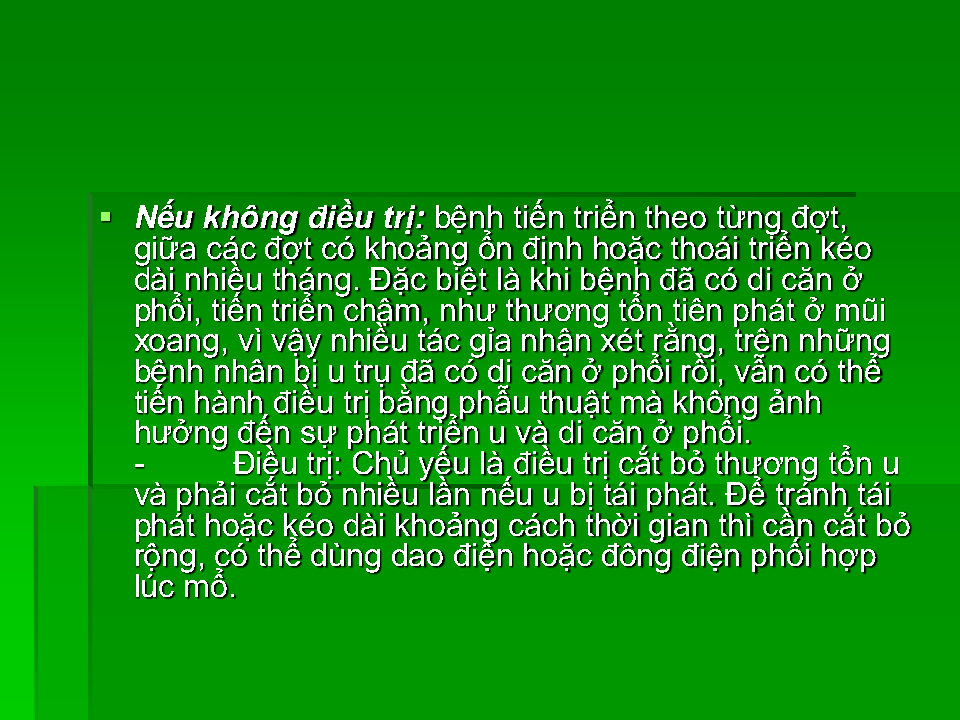 ▪ Nếu không điều trị: bệnh tiến triển theo từng đợt,
giữa các đợt có khoảng ổn định hoặc thoái triển kéo
dài nhiều tháng. Đặc biệt là khi bệnh đã có di căn ở
phổi, tiến triển chậm, như thương tổn tiên phát ở mũi
xoang, vì vậy nhiều tác gỉa nhận xét rằng, trên những
bệnh nhân bị u trụ đã có di căn ở phổi rồi, vẫn có thể
tiến hành điều trị bằng phẫu thuật mà không ảnh
hưởng đến sự phát triển u và di căn ở phổi.
- Điều trị: Chủ yếu là điều trị cắt bỏ thương tổn u
và phải cắt bỏ nhiều lần nếu u bị tái phát. Để tránh tái
phát hoặc kéo dài khoảng cách thời gian thì cần cắt bỏ
rộng, có thể dùng dao điện hoặc đông điện phối hợp
lúc mổ.